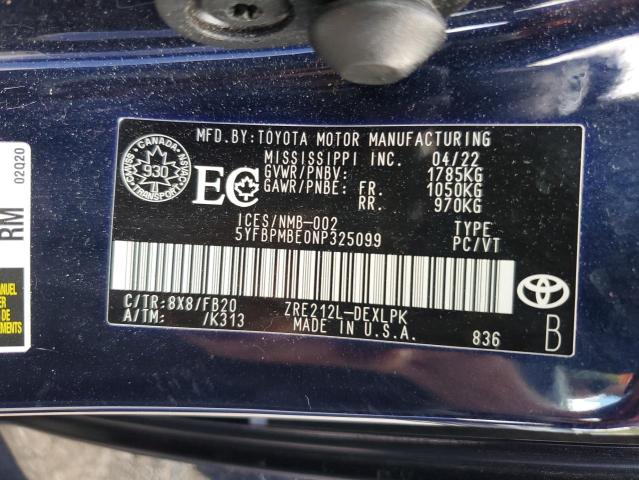 MFD.BY:TOYOTA MOTOR MANUFACTURING
MISSISSIPPI INC. 04/22
GVWR/PNBV: 1785KG
GAWR/PNBE: FR. 1050KG
RR. 970KG
CANADA
930
TRANSPORT
EC
ICES/NMB-002
5YFBPMBE0NP325099
TYPE:
PC/VT
C/TR:8X8/FB20
ZRE212L-DEXLPK
A/TM: /K313
MADE IN U.S.A.
836
B
02020
RM